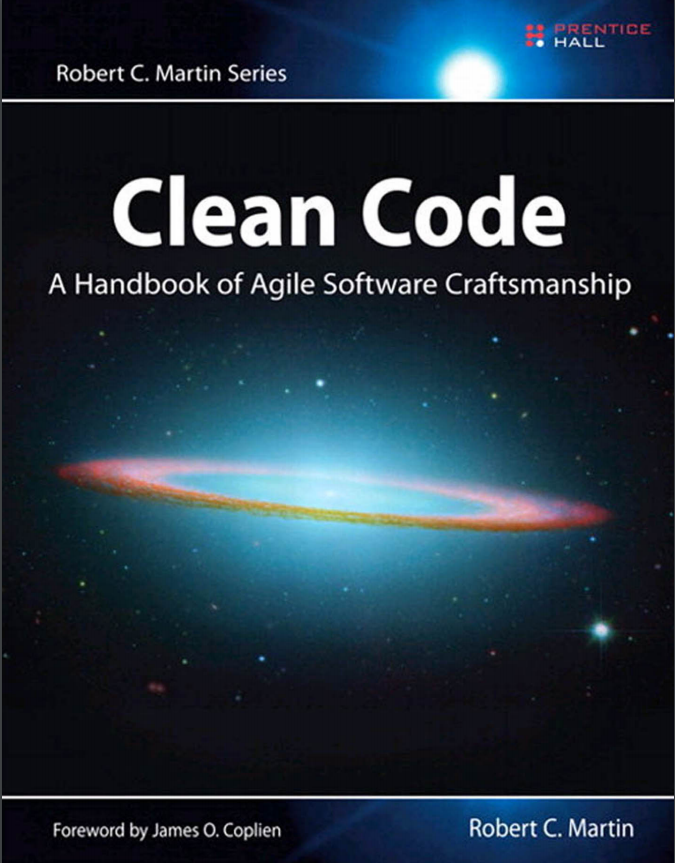 PRENTICE
HALL
Robert C. Martin Series
Clean Code
A Handbook of Agile Software Craftsmanship
Foreword by James O. Coplien
Robert C. Martin